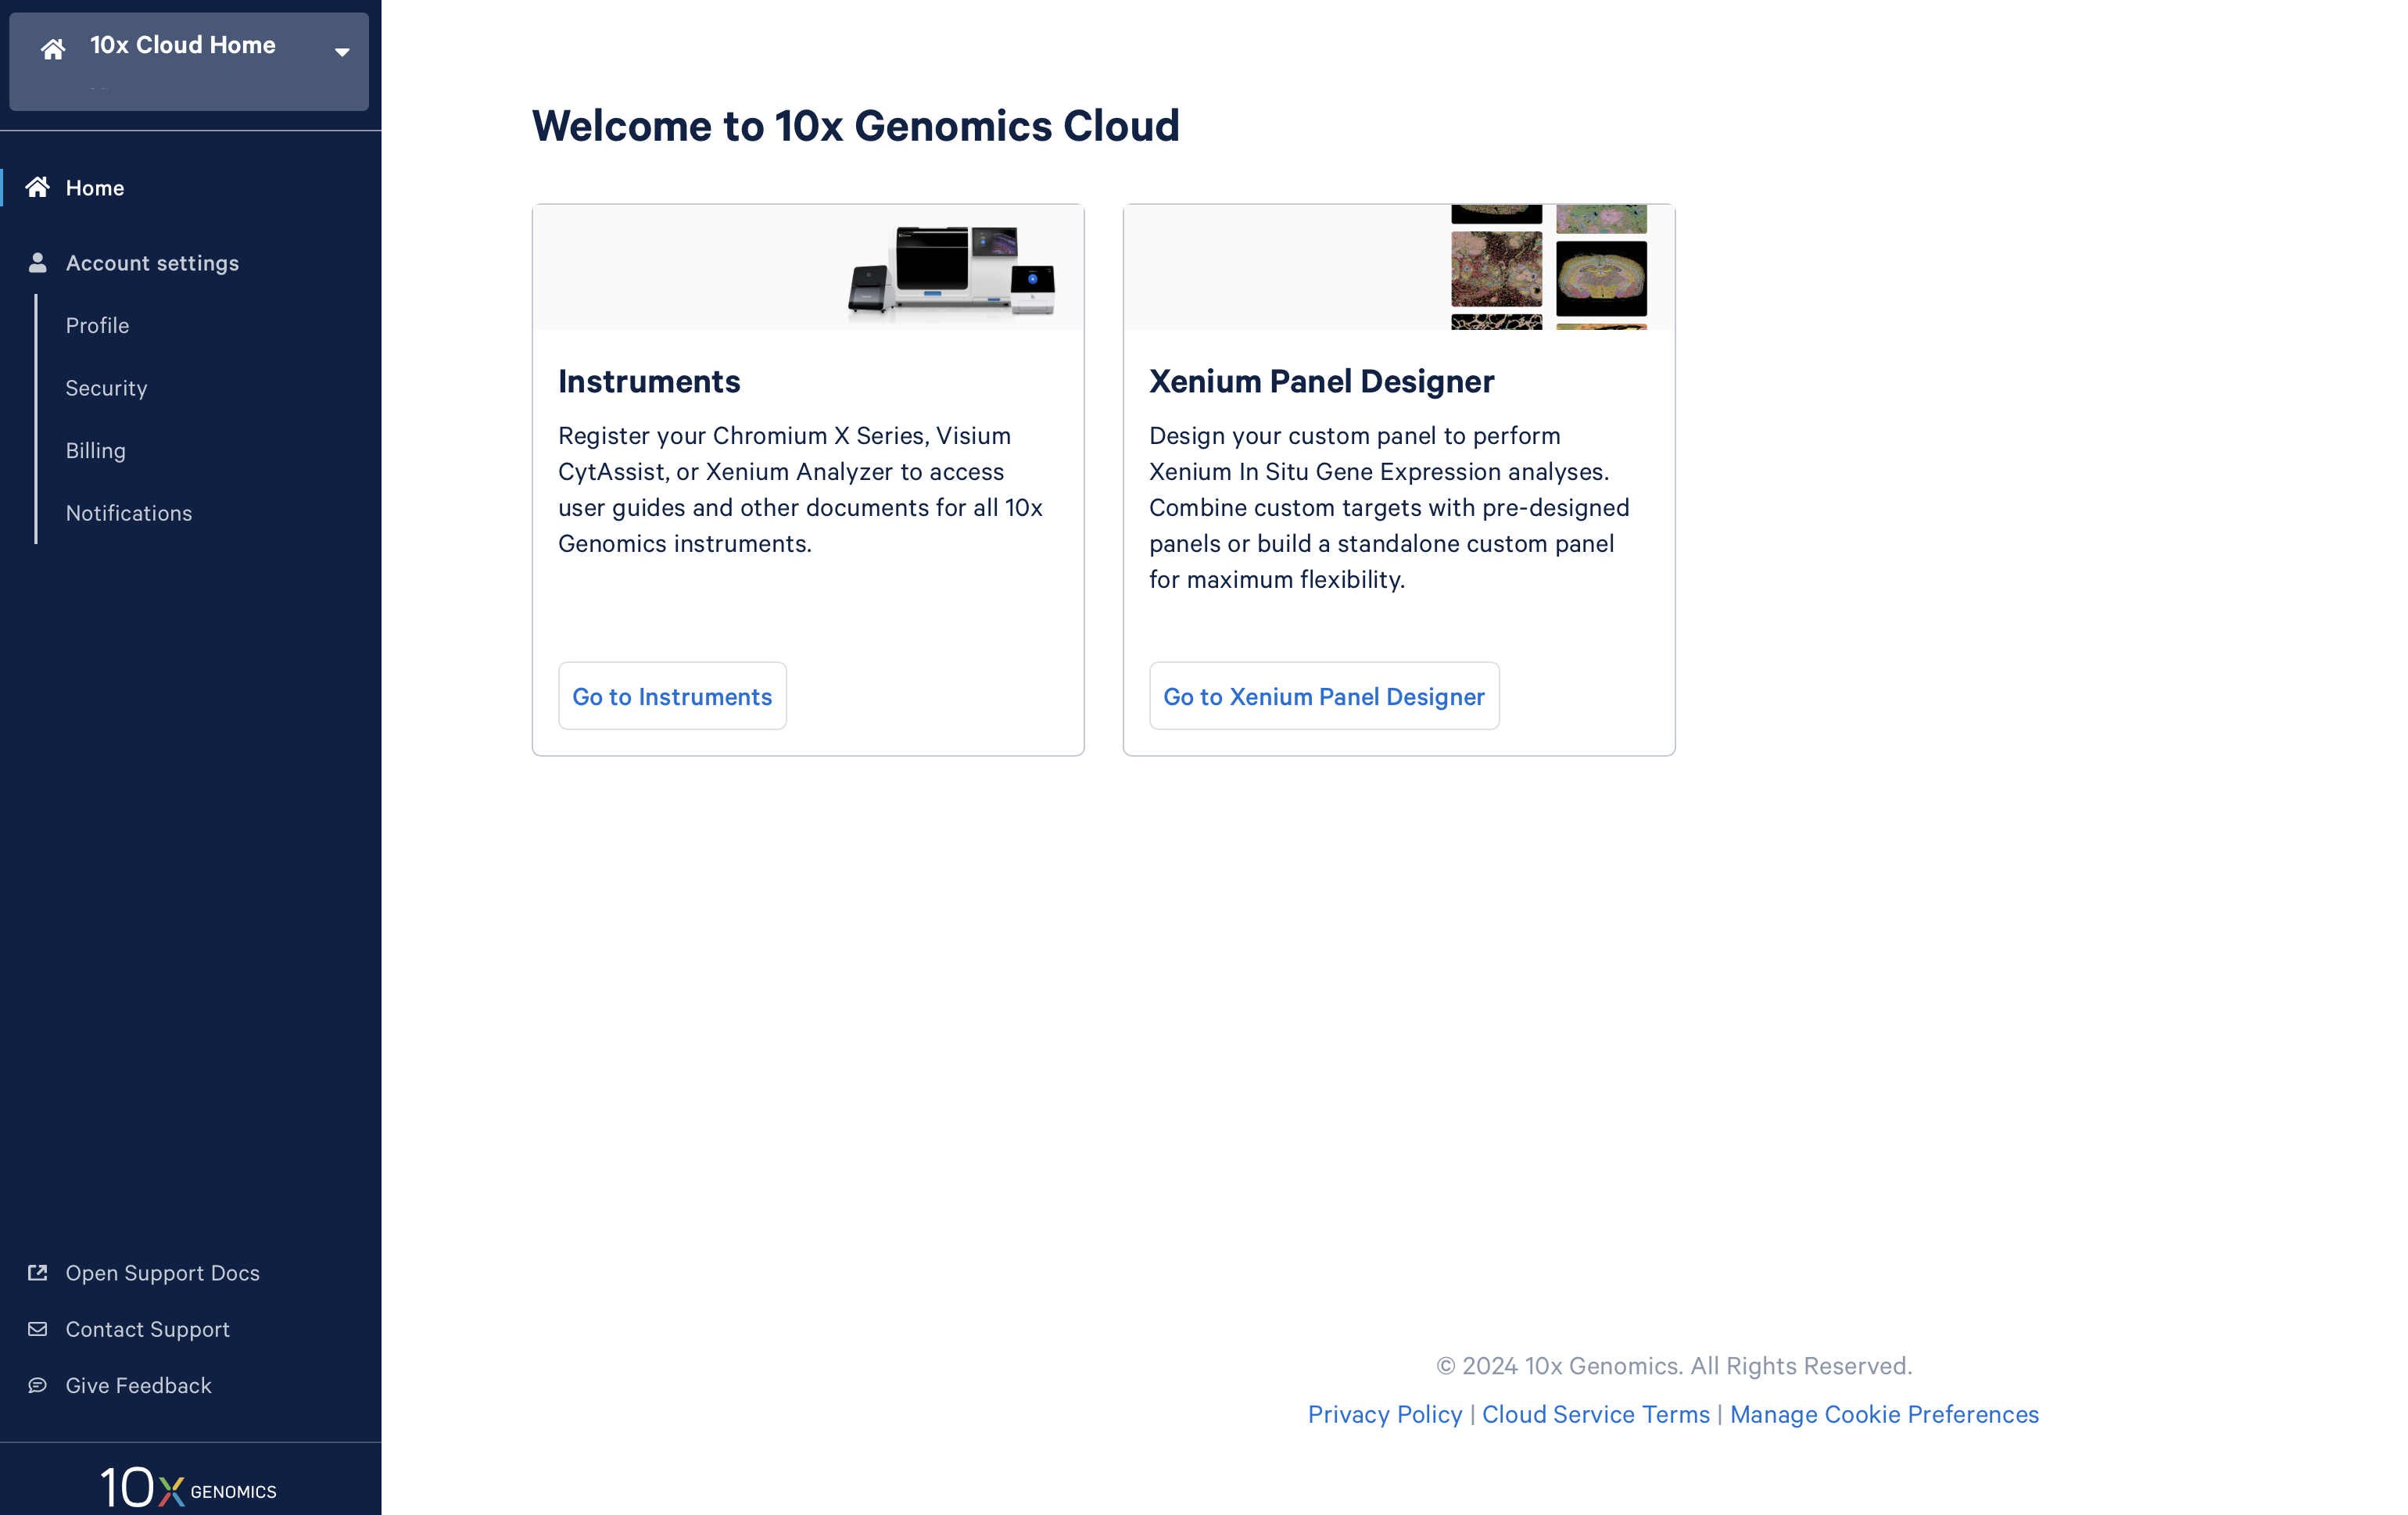 10x Cloud Home
Home
Account settings
Profile
Security
Billing
Notifications
Open Support Docs
Contact Support
Give Feedback
10x GENOMICS
Welcome to 10x Genomics Cloud
Instruments
Register your Chromium X Series, Visium
CytAssist, or Xenium Analyzer to access
user guides and other documents for all 10x
Genomics instruments.
Go to Instruments
Xenium Panel Designer
Design your custom panel to perform
Xenium In Situ Gene Expression analyses.
Combine custom targets with pre-designed
panels or build a standalone custom panel
for maximum flexibility.
Go to Xenium Panel Designer
© 2024 10x Genomics. All Rights Reserved.
Privacy Policy | Cloud Service Terms | Manage Cookie Preferences